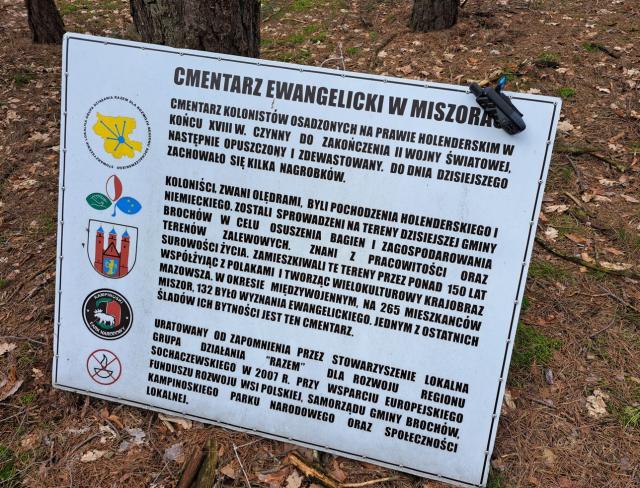 CMENTARZ EWANGELICKI W MISZORAC
CMENTARZ KOLONISTÓW OSADZONYCH NA PRAWIE HOLENDERSKIM W
KOŃCU XVIII W. CZYNNY DO ZAKOŃCZENIA II WOJNY ŚWIATOWEJ,
NASTĘPNIE OPUSZCZONY I ZDEWASTOWANY. DO DNIA DZISIEJSZEGO
ZACHOWAŁO SIĘ KILKA NAGROBKÓW.
KOLONIŚCI, ZWANI OLĘDRAMI, BYLI POCHODZENIA HOLENDERSKIEGO I
NIEMIECKIEGO. ZOSTALI SPROWADZENI NA TERENY DZISIEJSZEJ GMINY
BROCHÓW W CELU OSUSZENIA BAGIEN I ZAGOSPODAROWANIA
TERENÓW ZALEWOWYCH. ZNANI Z PRACOWITOŚCI ORAZ
SUROWOŚCI ŻYCIA. ZAMIESZKIWALI TE TERENY PRZEZ PONAD 150 LAT
WSPÓŁŻYJĄC Z POLAKAMI I TWORZĄC WIELOKULTUROWY KRAJOBRAZ
MAZOWSZA. W OKRESIE MIĘDZYWOJENNYM, NA 265 MIESZKAŃCÓW
MISZOR, 132 BYŁO WYZNANIA EWANGELICKIEGO. JEDNYM Z OSTATNICH
ŚLADÓW ICH BYTNOŚCI JEST TEN CMENTARZ.
URATOWANY OD ZAPOMNIENIA PRZEZ STOWARZYSZENIE LOKALNA
GRUPA DZIAŁANIA "RAZEM" DLA ROZWOJU REGIONU
SOCHACZEWSKIEGO W 2007 R. PRZY WSPARCIU EUROPEJSKIEGO
FUNDUSZU ROZWOJU WSI POLSKIEJ, SAMORZĄDU GMINY BROCHÓW,
KAMPINOSKIEGO PARKU NARODOWEGO ORAZ SPOŁECZNOŚCI
LOKALNEJ.
KAMPINOSKI
PARK NARODOWY